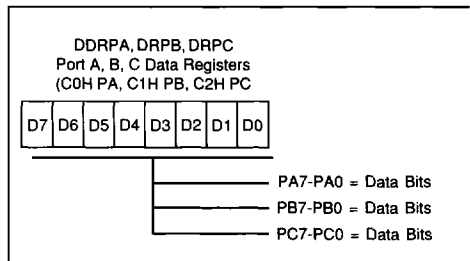 DDRPA, DRPB, DRPC
Port A, B, C Data Registers
(C0H PA, C1H PB, C2H PC
D7 D6 D5 D4 D3 D2 D1 D0
PA7-PA0 = Data Bits
PB7-PB0 = Data Bits
PC7-PC0 = Data Bits